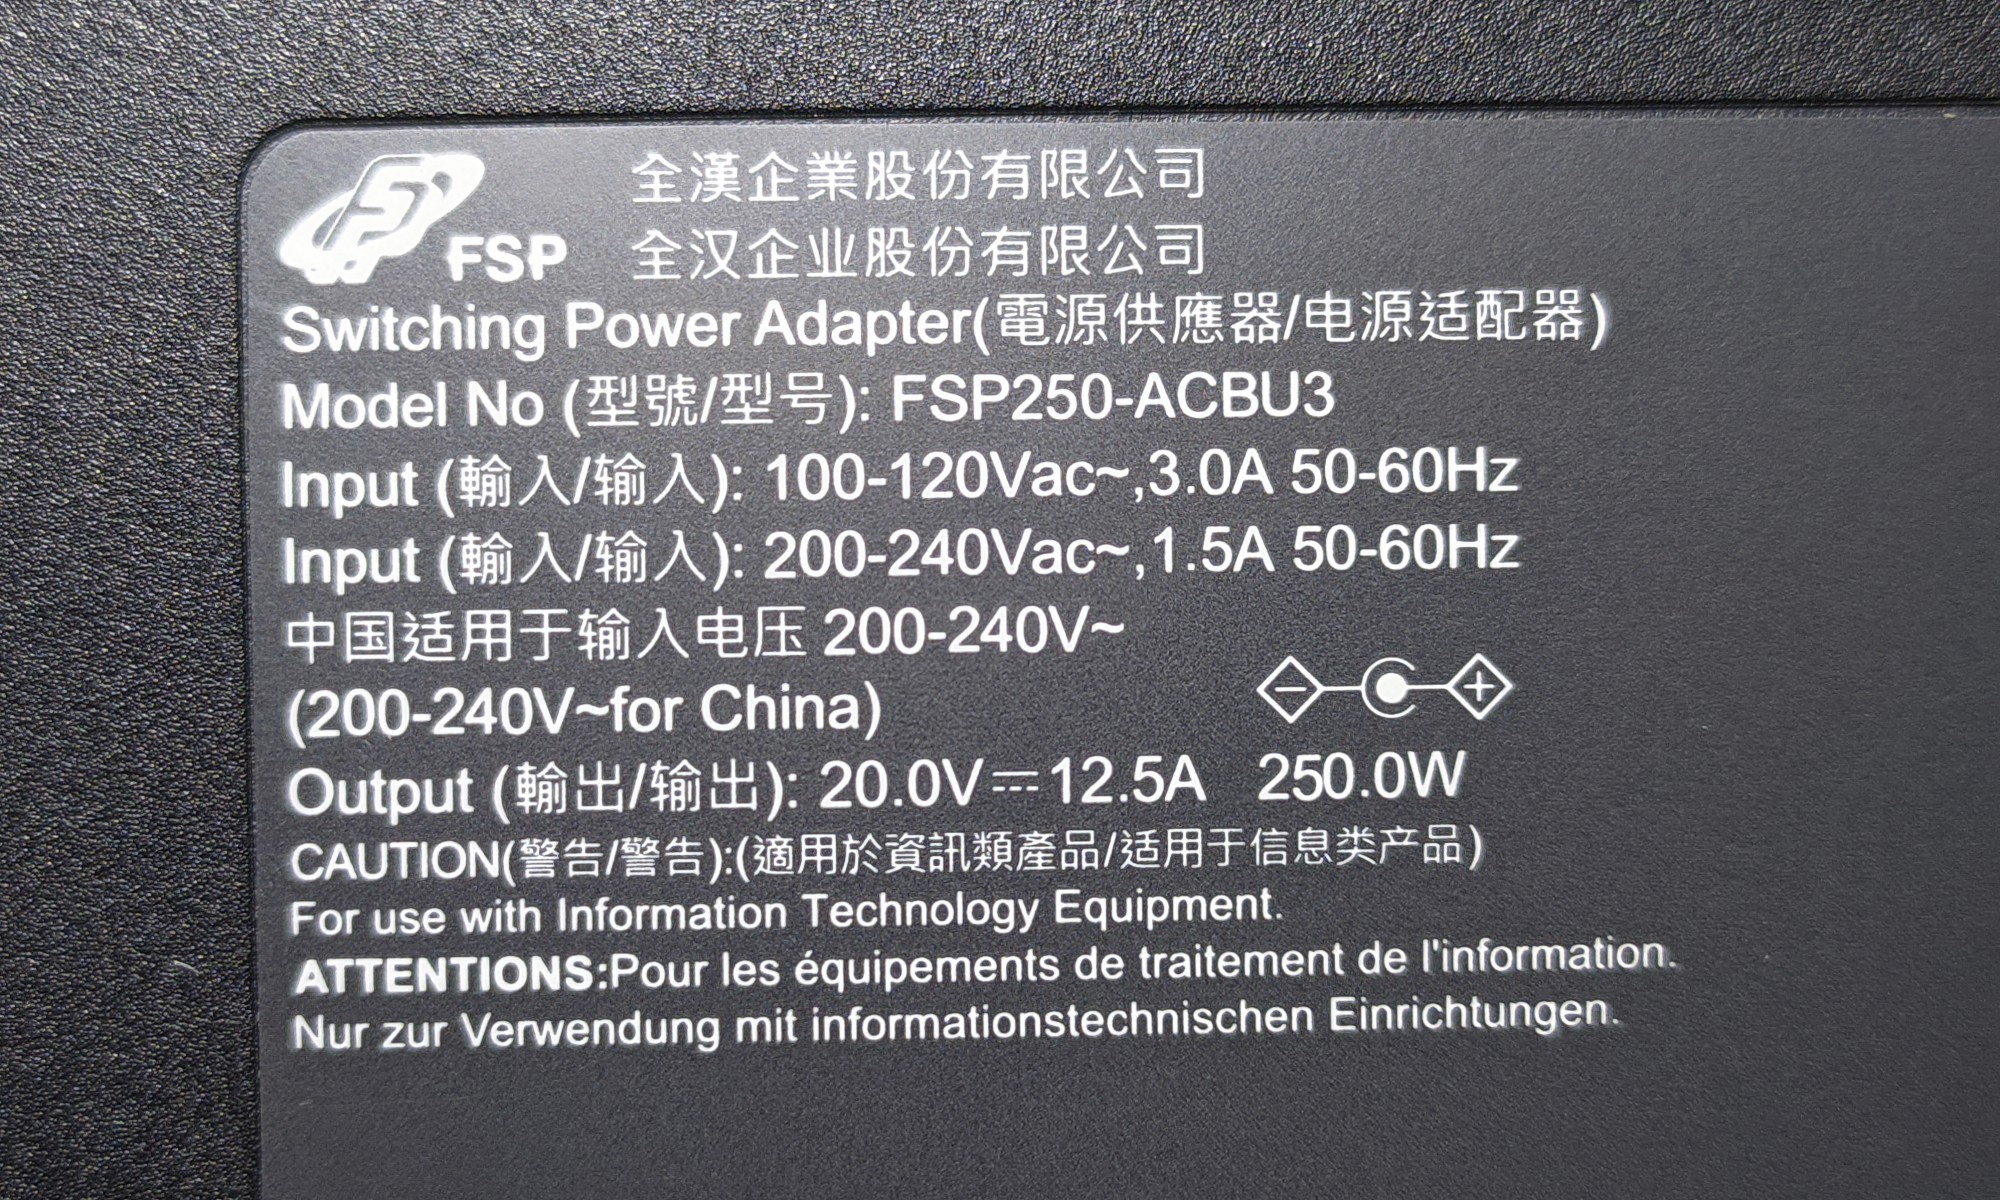 全漢企業股份有限公司
FSP 全汉企业股份有限公司
Switching Power Adapter(電源供應器/电源适配器)
Model No (型號/型号): FSP250-ACBU3
Input (輸入/输入): 100-120Vac~,3.0A 50-60Hz
Input (輸入/输入): 200-240Vac~,1.5A 50-60Hz
中国适用于输入电压 200-240V~
(200-240V~for China)
Output (輸出/输出): 20.0V⎓12.5A 250.0W
CAUTION(警告/警告):(適用於資訊類產品/适用于信息类产品)
For use with Information Technology Equipment.
ATTENTIONS:Pour les équipements de traitement de l'information.
Nur zur Verwendung mit informationstechnischen Einrichtungen.